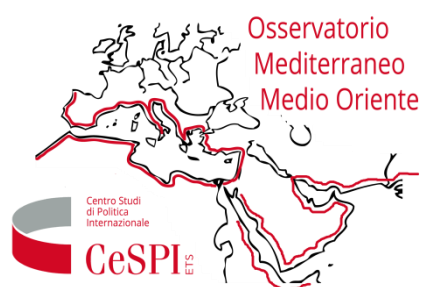 Osservatorio
Mediterraneo
Medio Oriente
Centro Studi
di Politica
Internazionale
CeSPI ETS